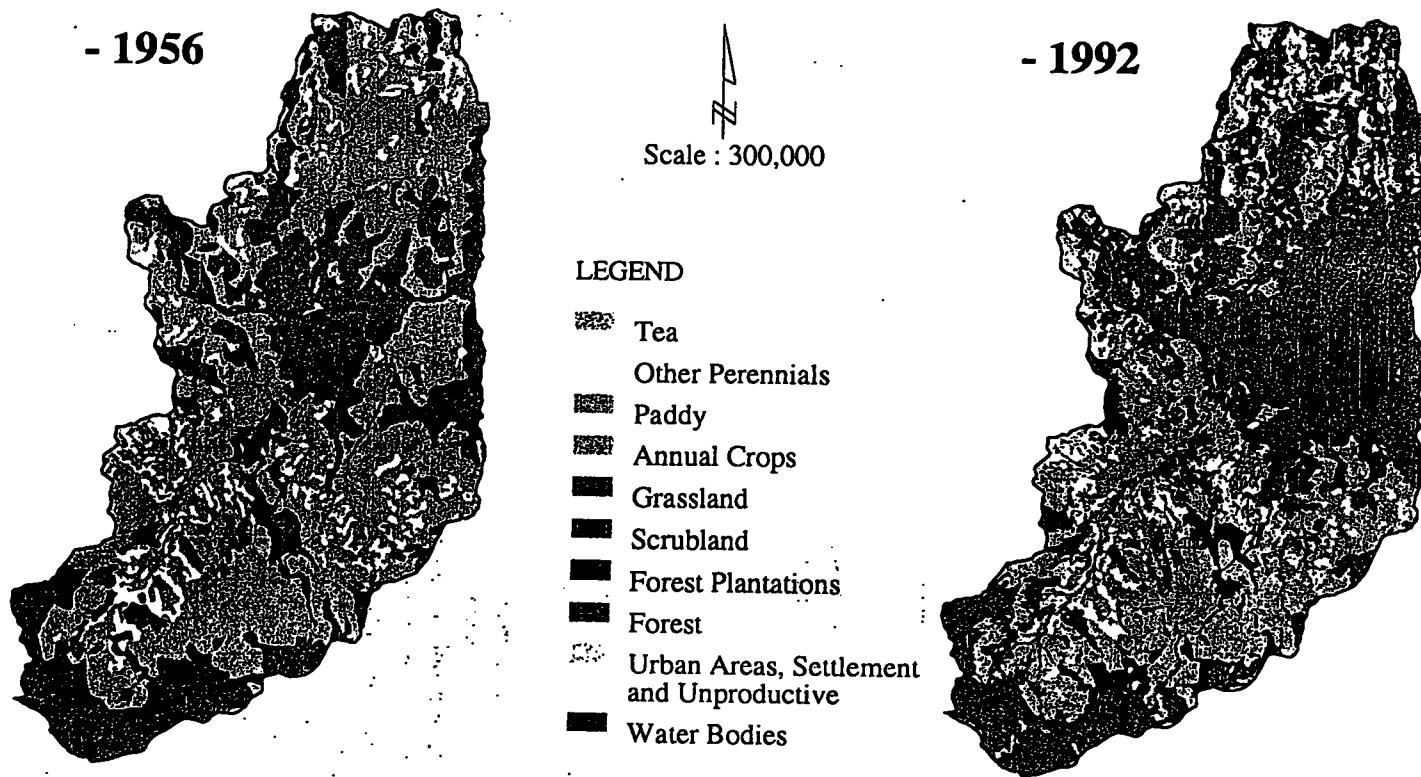 - 1956
- 1992
Scale : 300,000
LEGEND
Tea
Other Perennials
Paddy
Annual Crops
Grassland
Scrubland
Forest Plantations
Forest
Urban Areas, Settlement
and Unproductive
Water Bodies